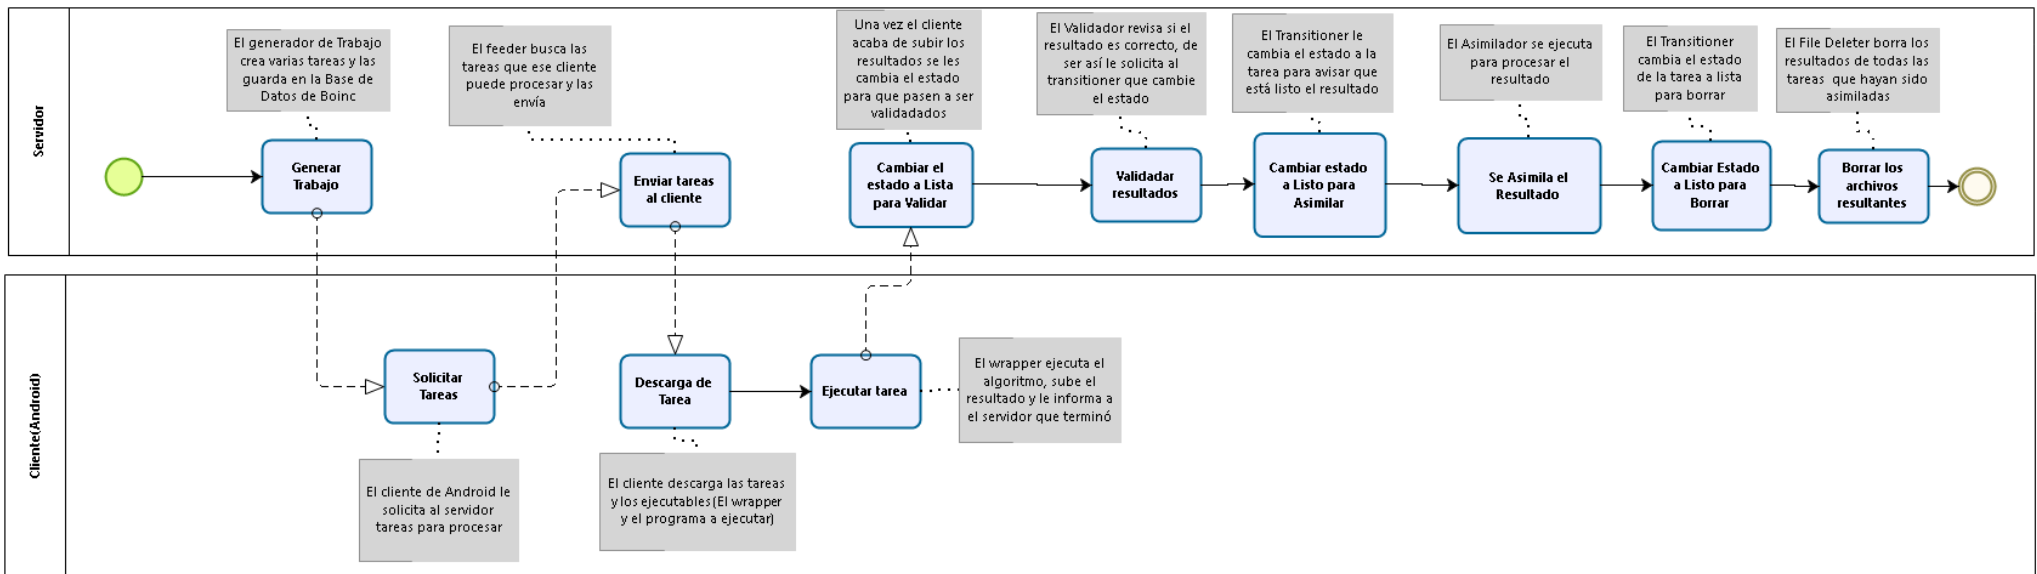 Servidor
El generador de Trabajo
crea varias tareas y las
guarda en la Base de
Datos de Boinc
El feeder busca las
tareas que ese cliente
puede procesar y las
envía
Una vez el cliente
acaba de subir los
resultados se les
cambia el estado
para que pasen a ser
validadados
El Validador revisa si el
resultado es correcto, de
ser así le solicita al
transitioner que cambie
el estado
El Transitioner le
cambia el estado a la
tarea para avisar que
está listo el resultado
El Asimilador se ejecuta
para procesar el
resultado
El Transitioner
cambia el estado
de la tarea a lista
para borrar
El File Deleter borra los
resultados de todas las
tareas que hayan sido
asimiladas
Generar
Trabajo
Enviar tareas
al cliente
Cambiar el
estado a Lista
para Validar
Validadar
resultados
Cambiar estado
a Listo para
Asimilar
Se Asimila el
Resultado
Cambiar Estado
a Listo para
Borrar
Borrar los
archivos
resultantes
Cliente(Android)
Solicitar
Tareas
Descarga de
Tarea
Ejecutar tarea
El wrapper ejecuta el
algoritmo, sube el
resultado y le informa a
el servidor que terminó
El cliente de Android le
solicita al servidor
tareas para procesar
El cliente descarga las tareas
y los ejecutables(El wrapper
y el programa a ejecutar)